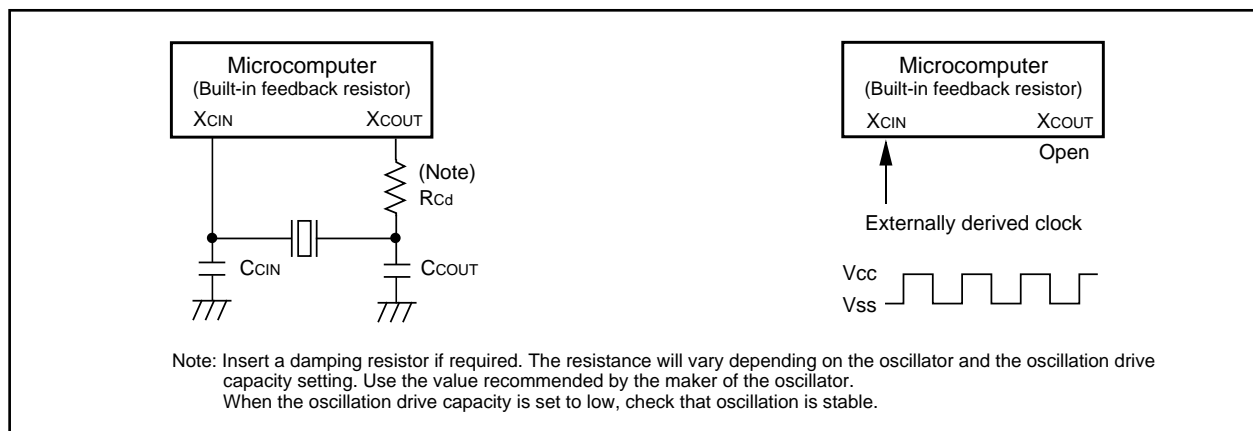 Microcomputer
(Built-in feedback resistor)
XCIN XCOUT
(Note)
RCd
CCIN CCOUT
Microcomputer
(Built-in feedback resistor)
XCIN XCOUT
Open
Externally derived clock
Vcc
Vss
Note: Insert a damping resistor if required. The resistance will vary depending on the oscillator and the oscillation drive
capacity setting. Use the value recommended by the maker of the oscillator.
When the oscillation drive capacity is set to low, check that oscillation is stable.